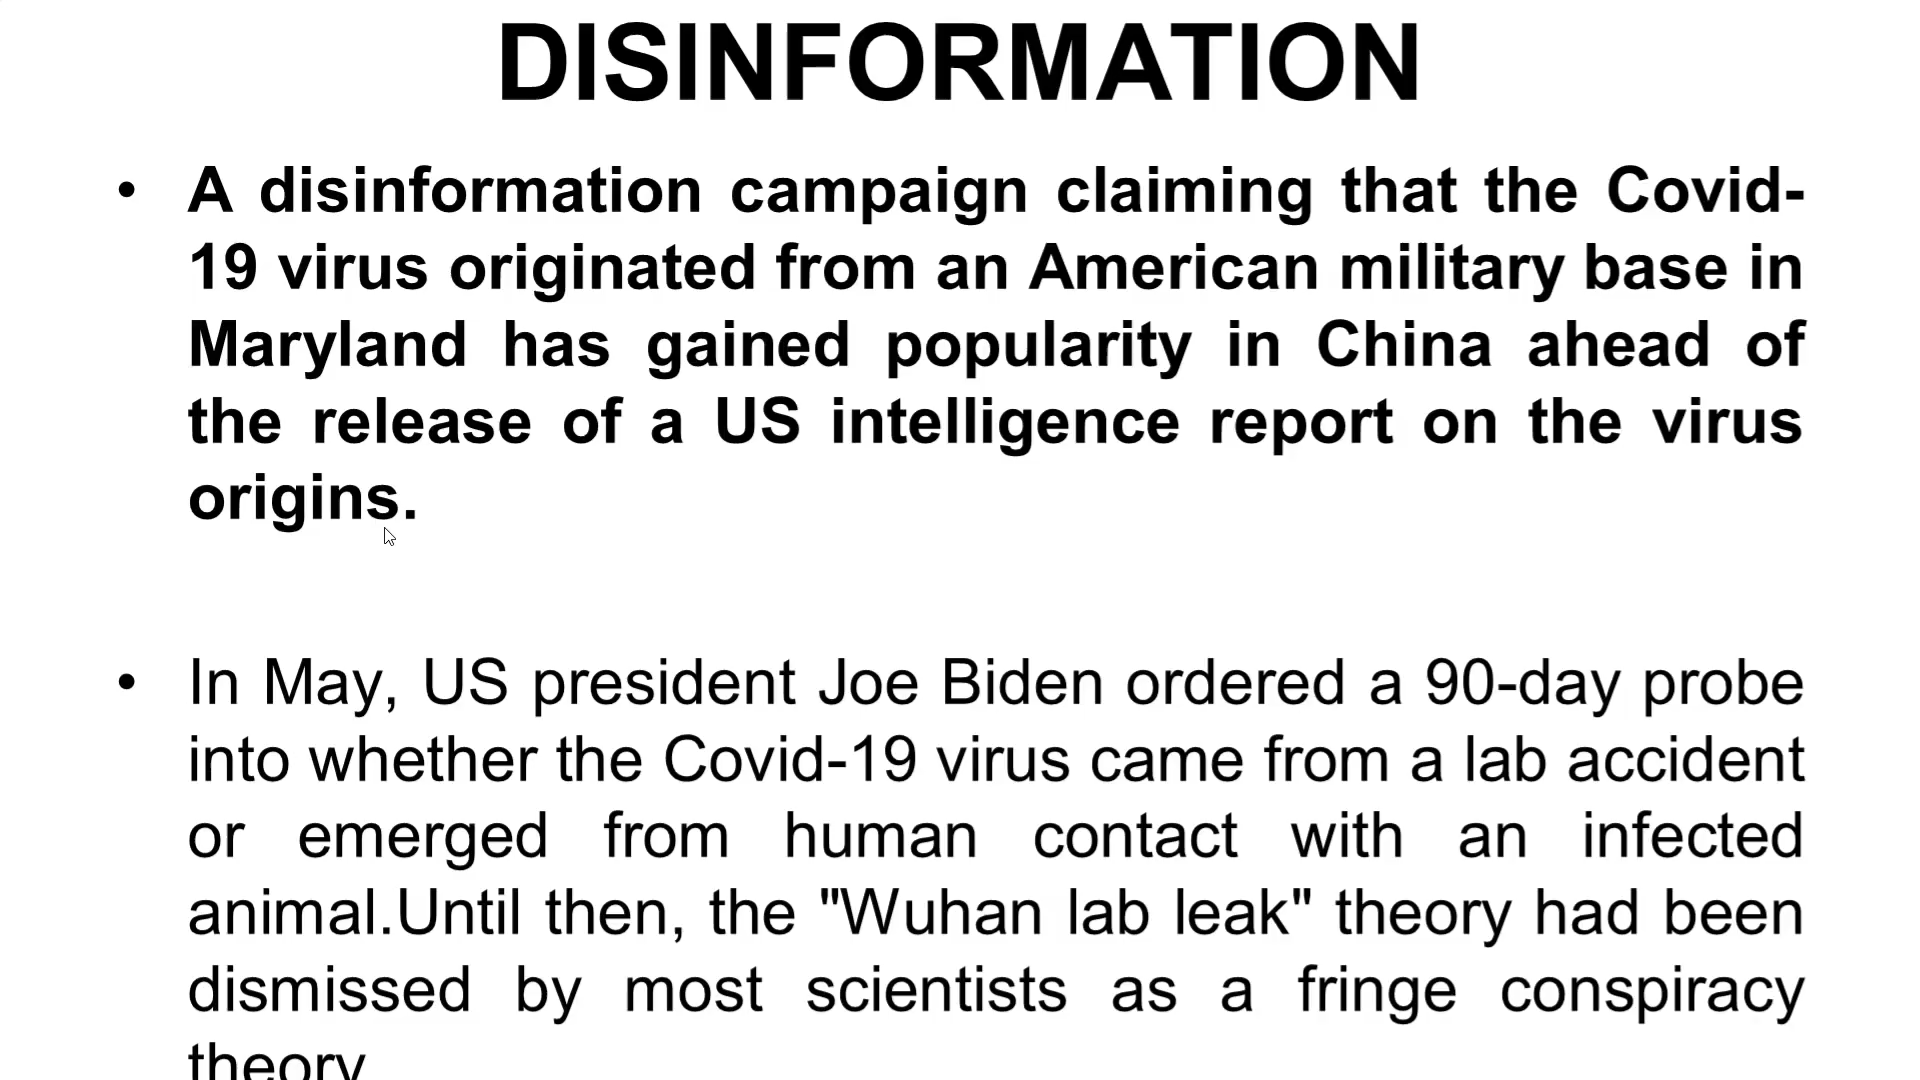 DISINFORMATION
• A disinformation campaign claiming that the Covid-
19 virus originated from an American military base in
Maryland has gained popularity in China ahead of
the release of a US intelligence report on the virus
origins.
• In May, US president Joe Biden ordered a 90-day probe
into whether the Covid-19 virus came from a lab accident
or emerged from human contact with an infected
animal.Until then, the "Wuhan lab leak" theory had been
dismissed by most scientists as a fringe conspiracy
theory